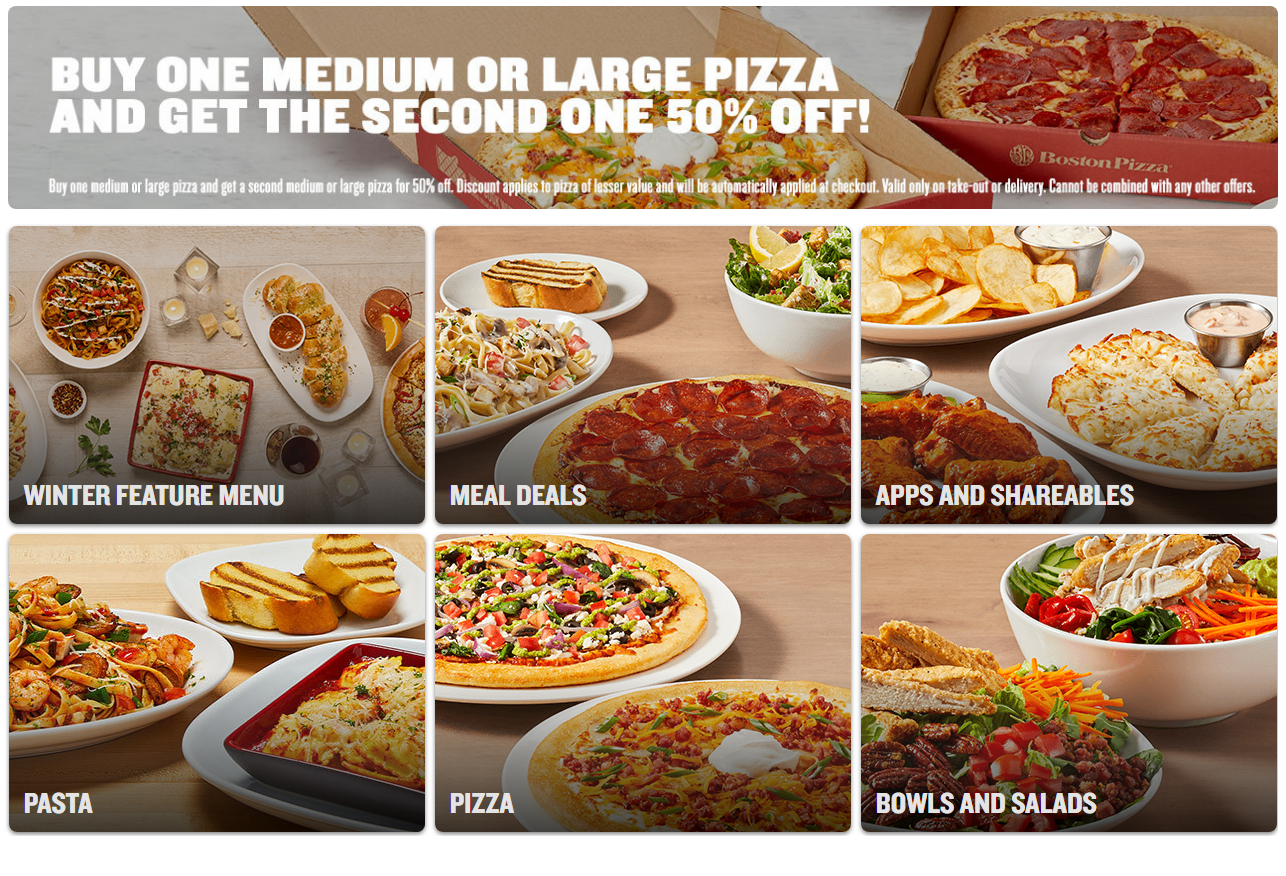 BUY ONE MEDIUM OR LARGE PIZZA
AND GET THE SECOND ONE 50% OFF!
BostonPizza
Buy one medium or large pizza and get a second medium or large pizza for 50% off. Discount applies to pizza of lesser value and will be automatically applied at checkout. Valid only on take-out or delivery. Cannot be combined with any other offers.
WINTER FEATURE MENU
MEAL DEALS
APPS AND SHAREABLES
PASTA
PIZZA
BOWLS AND SALADS